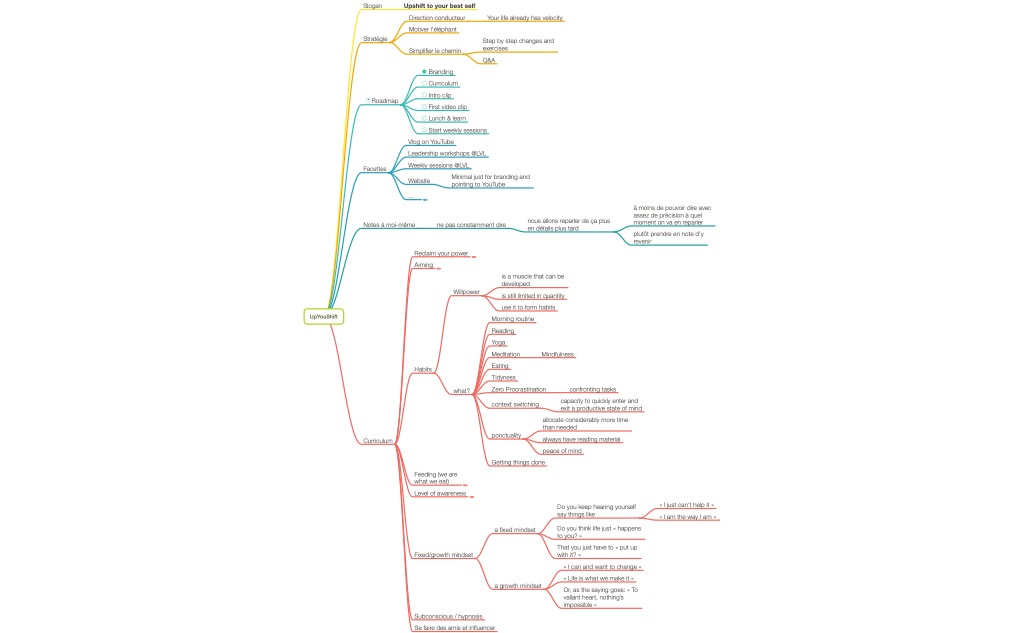 Slogan
Upshift to your best self
Stratégie
Direction conducteur
Your life already has velocity
Motiver l'éléphant
Simplifier le chemin
Step by step changes and
exercises
Q&A
Roadmap
Branding
Curriculum
Intro clip
First video clip
Lunch & learn
Start weekly sessions
Facettes
Vlog on YouTube
Leadership workshops @LVL
Weekly sessions @LVL
Website
Minimal just for branding and
pointing to YouTube
...
Notes à moi-même
ne pas constamment dire
nous allons reparler de ça plus
en détails plus tard
à moins de pouvoir dire avec
assez de précision à quel
moment on va en reparler
plutôt prendre en note d'y
revenir
UpYouShift
Curriculum
Reclaim your power
Aiming
Habits
Willpower
is a muscle that can be
developed
is still limited in quantity
use it to form habits
what?
Morning routine
Reading
Yoga
Meditation
Mindfulness
Eating
Tidyness
Zero Procrastination
confronting tasks
context switching
capacity to quickly enter and
exit a productive state of mind
ponctuality
allocate considerably more time
than needed
always have reading material
peace of mind
Getting things done
Feeding (we are
what we eat)
Level of awareness
Fixed/growth mindset
a fixed mindset
Do you keep hearing yourself
say things like
« I just can't help it »
« I am the way I am »
Do you think life just « happens
to you? »
That you just have to « put up
with it? »
a growth mindset
« I can and want to change »
« Life is what we make it »
Or, as the saying goes: « To
valiant heart, nothing's
impossible »
Subconscious / hypnosis
Se faire des amis et influencer